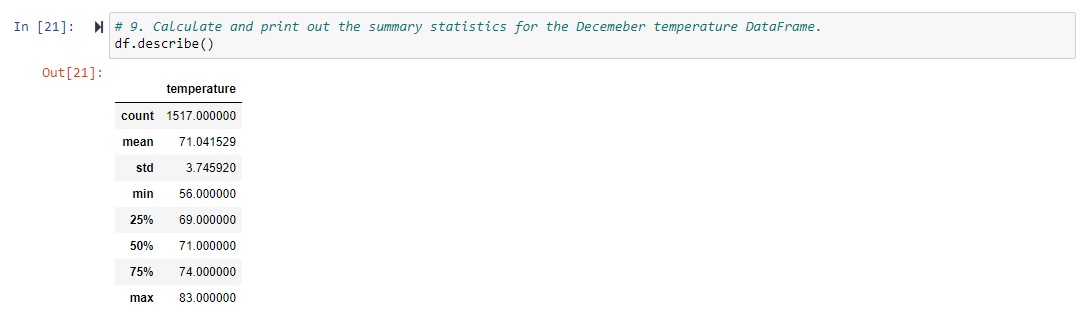 In [21]:
# 9. Calculate and print out the summary statistics for the Decemeber temperature DataFrame.
df.describe()
Out[21]:
temperature
count 1517.000000
mean 71.041529
std 3.745920
min 56.000000
25% 69.000000
50% 71.000000
75% 74.000000
max 83.000000